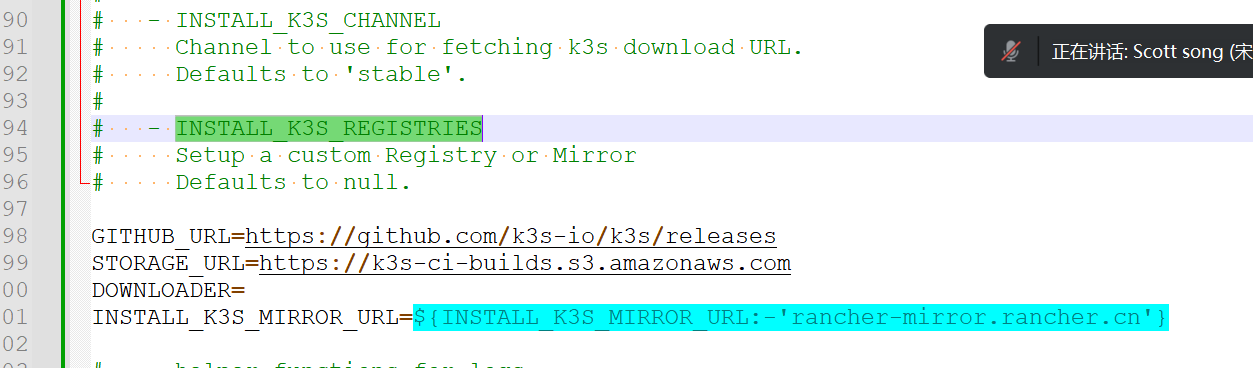 90 # - INSTALL_K3S_CHANNEL
91 # Channel to use for fetching k3s download URL.
92 # Defaults to 'stable'.
93 #
94 # - INSTALL_K3S_REGISTRIES
95 # Setup a custom Registry or Mirror
96 # Defaults to null.
97
98 GITHUB_URL=https://github.com/k3s-io/k3s/releases
99 STORAGE_URL=https://k3s-ci-builds.s3.amazonaws.com
00 DOWNLOADER=
01 INSTALL_K3S_MIRROR_URL=${INSTALL_K3S_MIRROR_URL:-'rancher-mirror.rancher.cn'}
02
正在讲话: Scott song (宋